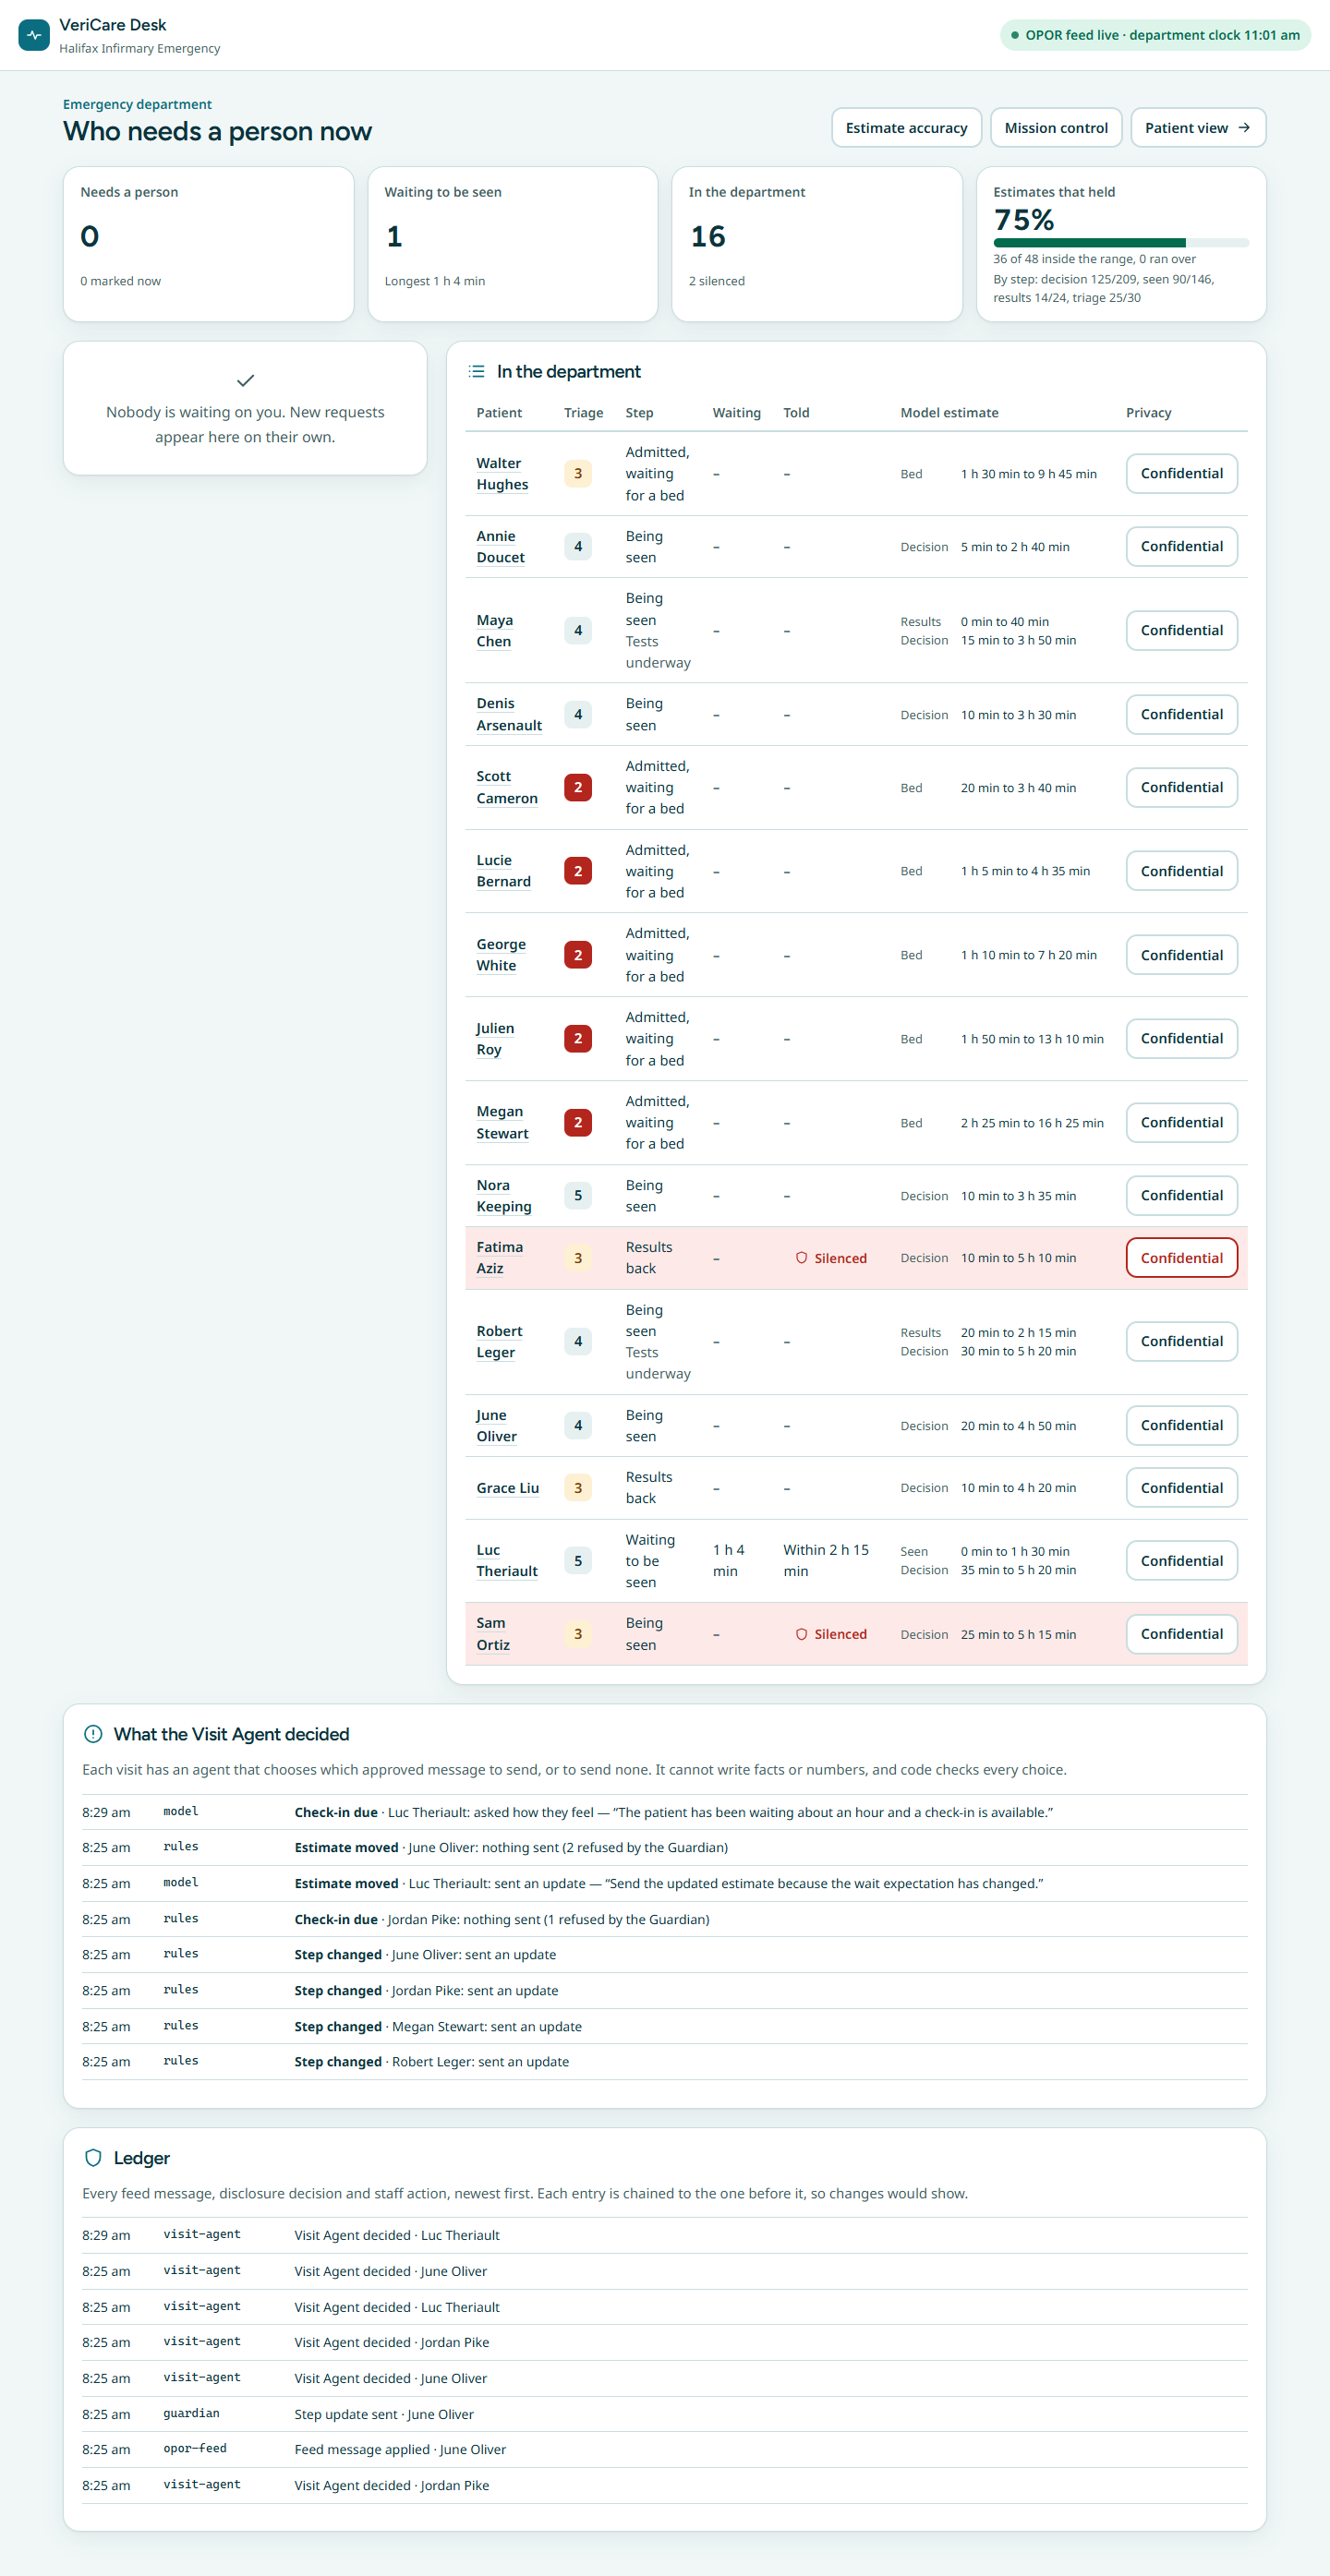 VeriCare Desk
Halifax Infirmary Emergency
OPOR feed live · department clock 11:01 am
Emergency department
Who needs a person now
Estimate accuracy
Mission control
Patient view →
Needs a person
0
0 marked now
Waiting to be seen
1
Longest 1 h 4 min
In the department
16
2 silenced
Estimates that held
75%
36 of 48 inside the range, 0 ran over
By step: decision 125/209, seen 90/146,
results 14/24, triage 25/30
Nobody is waiting on you. New requests
appear here on their own.
In the department
Patient Triage Step Waiting Told Model estimate Privacy
Walter Hughes 3 Admitted, waiting for a bed – – Bed 1 h 30 min to 9 h 45 min Confidential
Annie Doucet 4 Being seen – – Decision 5 min to 2 h 40 min Confidential
Maya Chen 4 Being seen Tests underway – – Results 0 min to 40 min Decision 15 min to 3 h 50 min Confidential
Denis Arsenault 4 Being seen – – Decision 10 min to 3 h 30 min Confidential
Scott Cameron 2 Admitted, waiting for a bed – – Bed 20 min to 3 h 40 min Confidential
Lucie Bernard 2 Admitted, waiting for a bed – – Bed 1 h 5 min to 4 h 35 min Confidential
George White 2 Admitted, waiting for a bed – – Bed 1 h 10 min to 7 h 20 min Confidential
Julien Roy 2 Admitted, waiting for a bed – – Bed 1 h 50 min to 13 h 10 min Confidential
Megan Stewart 2 Admitted, waiting for a bed – – Bed 2 h 25 min to 16 h 25 min Confidential
Nora Keeping 5 Being seen – – Decision 10 min to 3 h 35 min Confidential
Fatima Aziz 3 Results back – Silenced Decision 10 min to 5 h 10 min Confidential
Robert Leger 4 Being seen Tests underway – – Results 20 min to 2 h 15 min Decision 30 min to 5 h 20 min Confidential
June Oliver 4 Being seen – – Decision 20 min to 4 h 50 min Confidential
Grace Liu 3 Results back – – Decision 10 min to 4 h 20 min Confidential
Luc Theriault 5 Waiting to be seen 1 h 4 min Within 2 h 15 min Seen 0 min to 1 h 30 min Decision 35 min to 5 h 20 min Confidential
Sam Ortiz 3 Being seen – Silenced Decision 25 min to 5 h 15 min Confidential
What the Visit Agent decided
Each visit has an agent that chooses which approved message to send, or to send none. It cannot write facts or numbers, and code checks every choice.
8:29 am model Check-in due · Luc Theriault: asked how they feel — “The patient has been waiting about an hour and a check-in is available.”
8:25 am rules Estimate moved · June Oliver: nothing sent (2 refused by the Guardian)
8:25 am model Estimate moved · Luc Theriault: sent an update — “Send the updated estimate because the wait expectation has changed.”
8:25 am rules Check-in due · Jordan Pike: nothing sent (1 refused by the Guardian)
8:25 am rules Step changed · June Oliver: sent an update
8:25 am rules Step changed · Jordan Pike: sent an update
8:25 am rules Step changed · Megan Stewart: sent an update
8:25 am rules Step changed · Robert Leger: sent an update
Ledger
Every feed message, disclosure decision and staff action, newest first. Each entry is chained to the one before it, so changes would show.
8:29 am visit-agent Visit Agent decided · Luc Theriault
8:25 am visit-agent Visit Agent decided · June Oliver
8:25 am visit-agent Visit Agent decided · Luc Theriault
8:25 am visit-agent Visit Agent decided · Jordan Pike
8:25 am visit-agent Visit Agent decided · June Oliver
8:25 am guardian Step update sent · June Oliver
8:25 am opor-feed Feed message applied · June Oliver
8:25 am visit-agent Visit Agent decided · Jordan Pike